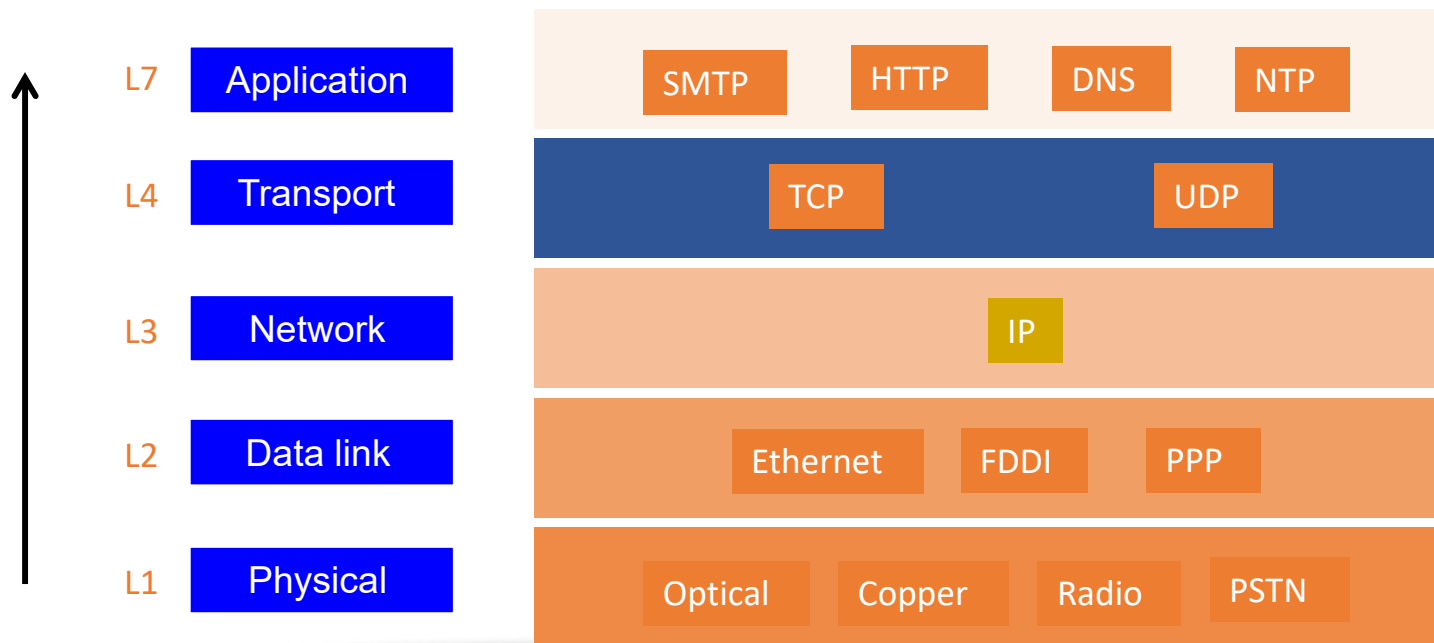 L7 Application SMTP HTTP DNS NTP
L4 Transport TCP UDP
L3 Network IP
L2 Data link Ethernet FDDI PPP
L1 Physical Optical Copper Radio PSTN